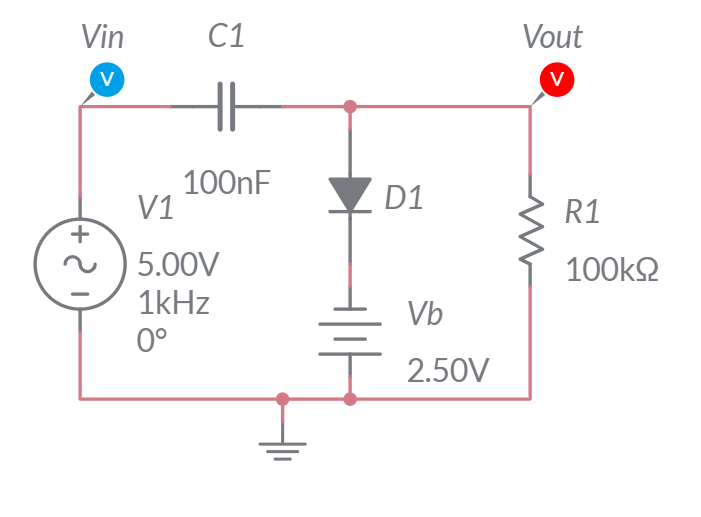 Vin
C1
Vout
V
V
100nF
V1
D1
R1
5.00V
100kΩ
1kHz
0°
Vb
2.50V